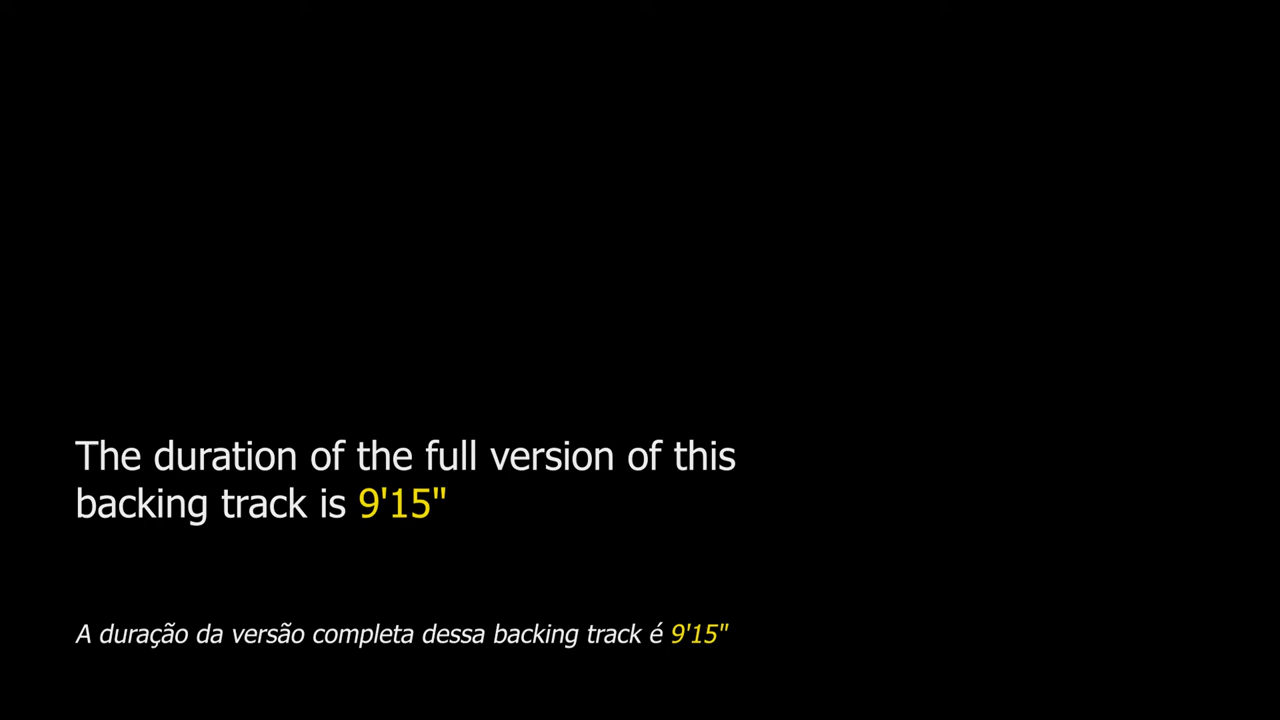 The duration of the full version of this
backing track is 9'15"
A duração da versão completa dessa backing track é 9'15"